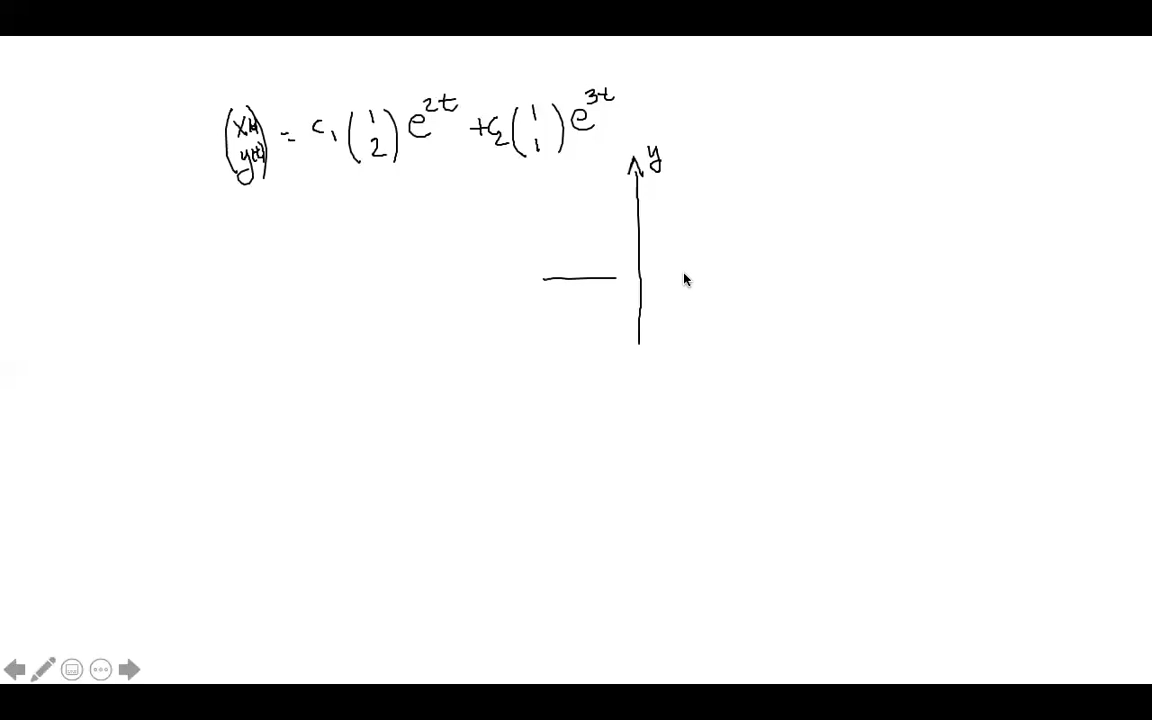 (x(t) y(t)) = c₁ (1 2) e^2t + c₂ (1 1) e^3t
y